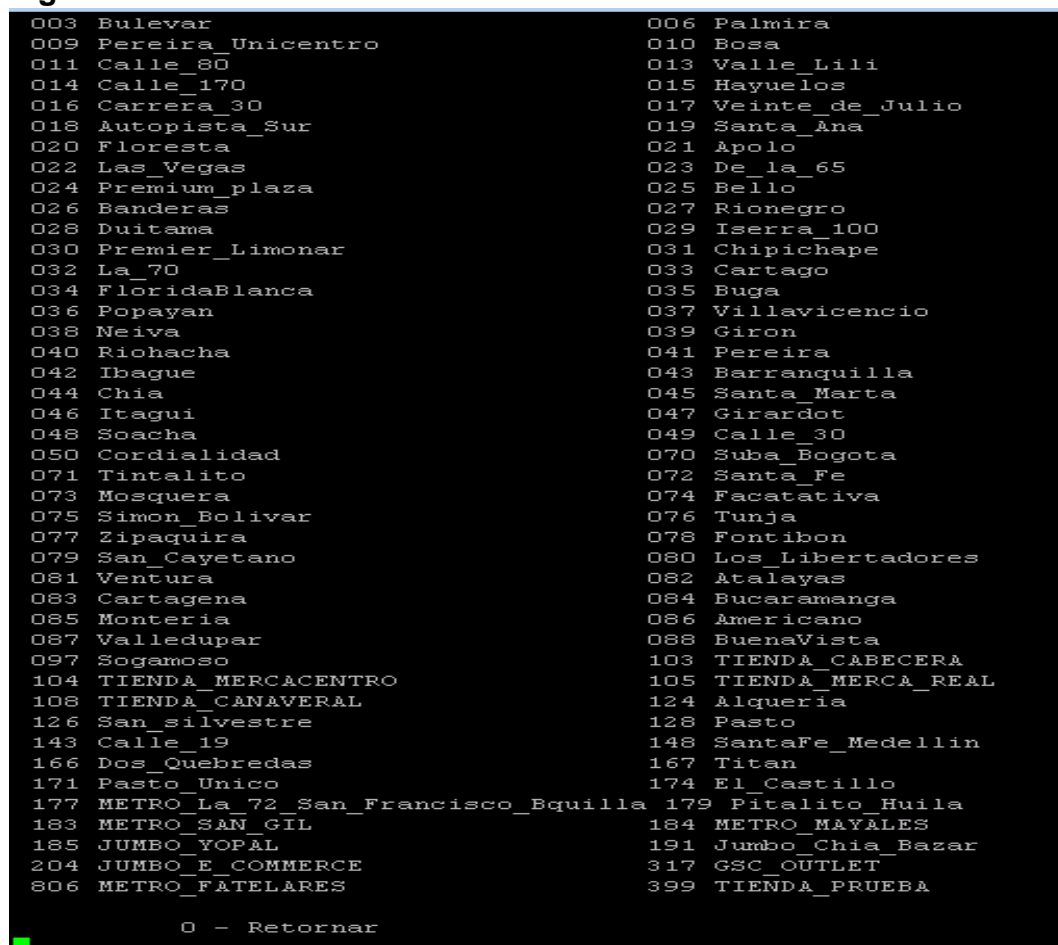 003 Bulevar 006 Palmira
009 Pereira_Unicentro 010 Bosa
011 Calle_80 013 Valle_Lili
014 Calle_170 015 Hayuelos
016 Carrera_30 017 Veinte_de_Julio
018 Autopista_Sur 019 Santa_Ana
020 Floresta 021 Apolo
022 Las_Vegas 023 De_la_65
024 Premium_plaza 025 Bello
026 Banderas 027 Rionegro
028 Duitama 029 Iserra_100
030 Premier_Limonar 031 Chipichape
032 La_70 033 Cartago
034 FloridaBlanca 035 Buga
036 Popayan 037 Villavicencio
038 Neiva 039 Giron
040 Riohacha 041 Pereira
042 Ibague 043 Barranquilla
044 Chia 045 Santa_Marta
046 Itagui 047 Girardot
048 Soacha 049 Calle_30
050 Cordialidad 070 Suba_Bogota
071 Tintalito 072 Santa_Fe
073 Mosquera 074 Facatativa
075 Simon_Bolivar 076 Tunja
077 Zipaquira 078 Fontibon
079 San_Cayetano 080 Los_Libertadores
081 Ventura 082 Atalayas
083 Cartagena 084 Bucaramanga
085 Monteria 086 Americano
087 Valledupar 088 BuenaVista
097 Sogamoso 103 TIENDA_CABECERA
104 TIENDA_MERCACENTRO 105 TIENDA_MERCA_REAL
108 TIENDA_CANAVERAL 124 Alqueria
126 San_silvestre 128 Pasto
143 Calle_19 148 SantaFe_Medellin
166 Dos_Quebredas 167 Titan
171 Pasto_Unico 174 El_Castillo
177 METRO_La_72_San_Francisco_Bquilla 179 Pitalito_Huila
183 METRO_SAN_GIL 184 METRO_MAYALES
185 JUMBO_YOPAL 191 Jumbo_Chia_Bazar
204 JUMBO_E_COMMERCE 317 GSC_OUTLET
806 METRO_FATELARES 399 TIENDA_PRUEBA
0 - Retornar